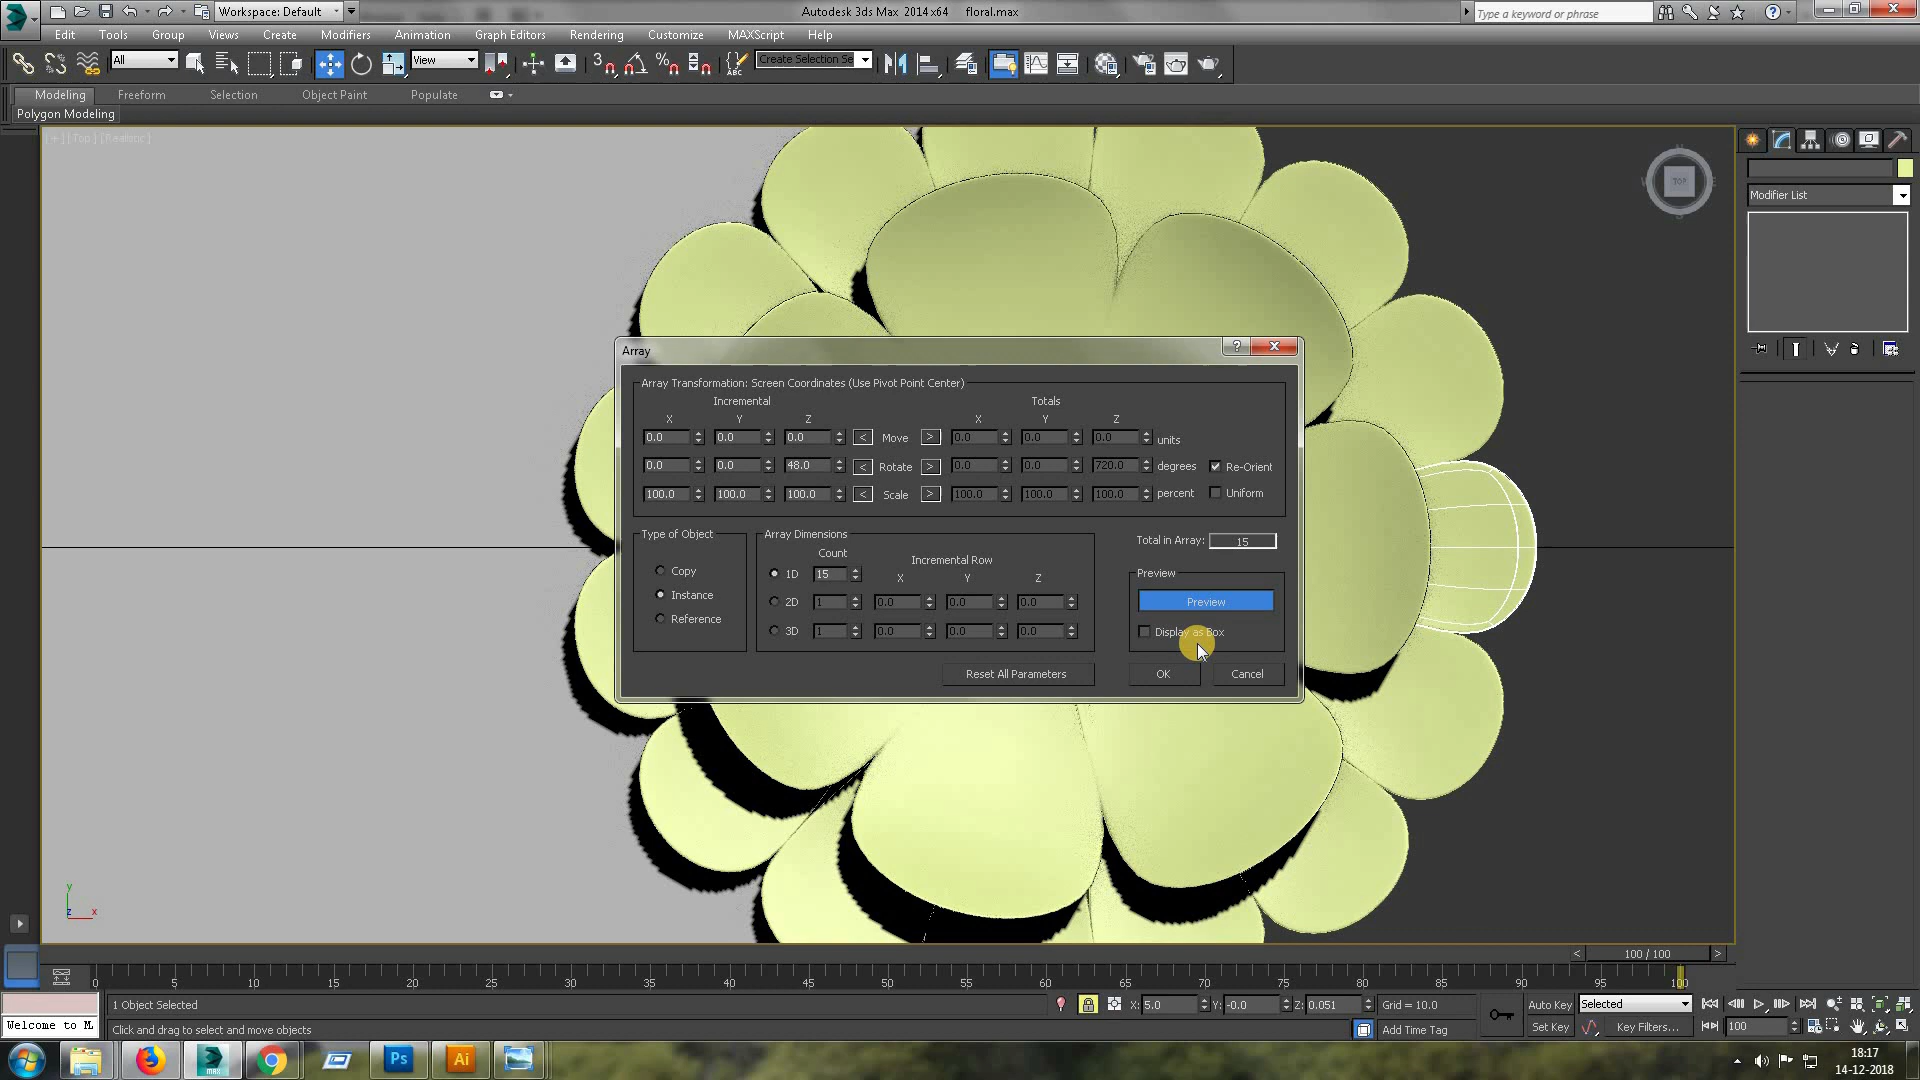 Workspace: Default
Autodesk 3ds Max 2014 x64 floral.max
Type a keyword or phrase
Edit Tools Group Views Create Modifiers Animation Graph Editors Rendering Customize MAXScript Help
All
View
3
ABC
Create Selection Se
Modeling Freeform Selection Object Paint Populate
Polygon Modeling
[+] [Top] [Realistic]
TOP
Modifier List
Array
Array Transformation: Screen Coordinates (Use Pivot Point Center)
Incremental Totals
X Y Z X Y Z
0.0 0.0 0.0 < Move > 0.0 0.0 0.0 units
0.0 0.0 48.0 < Rotate > 0.0 0.0 720.0 degrees Re-Orient
100.0 100.0 100.0 < Scale > 100.0 100.0 100.0 percent Uniform
Type of Object
Copy
Instance
Reference
Array Dimensions
Count
Incremental Row
X Y Z
1D 15
2D 1 0.0 0.0 0.0
3D 1 0.0 0.0 0.0
Total in Array: 15
Preview
Preview
Display as Box
Reset All Parameters OK Cancel
y
z x
< 100 / 100 >
0 5 10 15 20 25 30 35 40 45 50 55 60 65 70 75 80 85 90 95 100
1 Object Selected
X: 5.0 Y: -0.0 Z: 0.051 Grid = 10.0
Auto Key Selected
Welcome to M
Click and drag to select and move objects
Add Time Tag
Set Key Key Filters... 100
MAX
Ps
Ai
18:17
14-12-2018